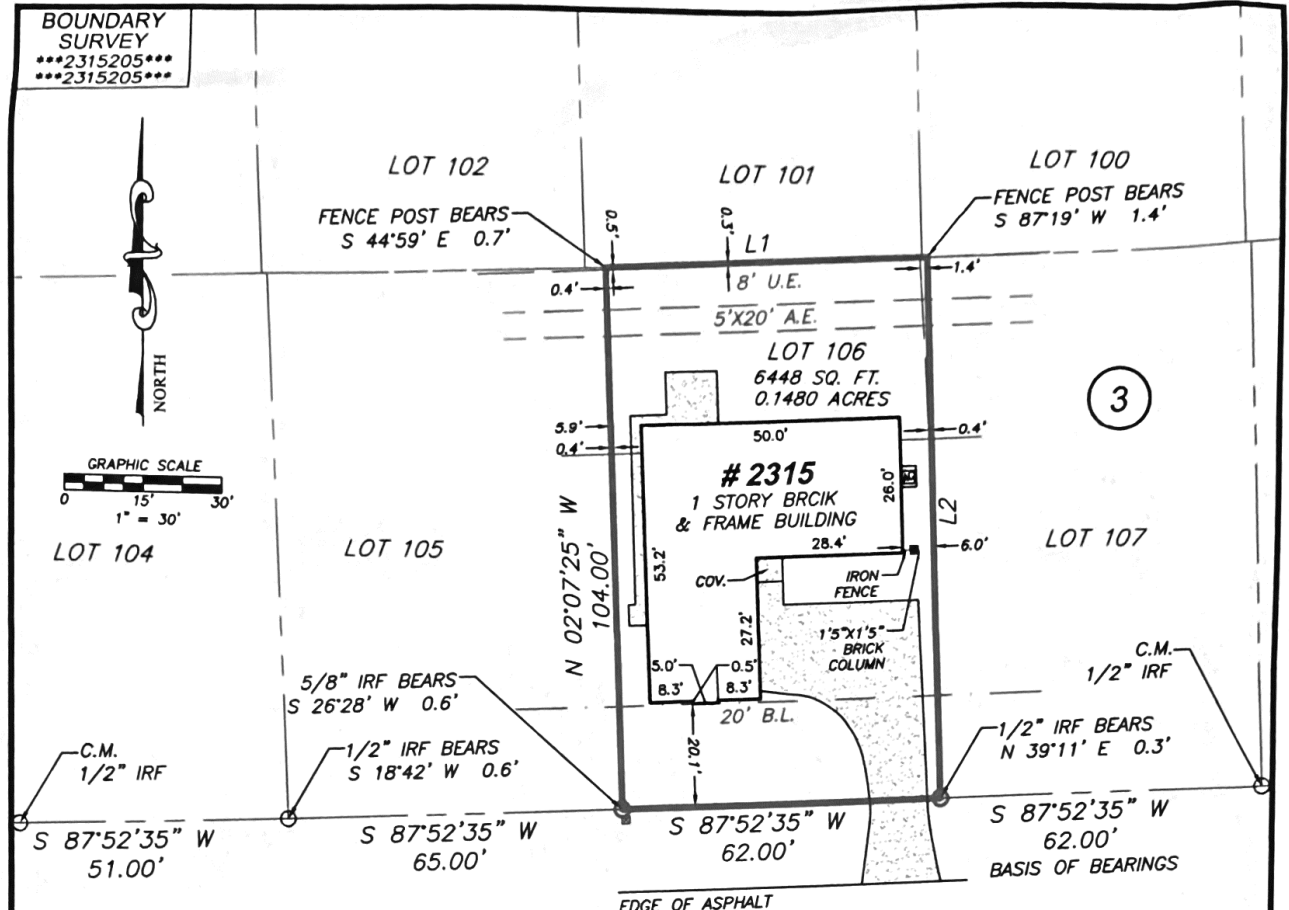 BOUNDARY
SURVEY
***2315205***
***2315205***
NORTH
GRAPHIC SCALE
0 15' 30'
1" = 30'
LOT 102
LOT 101
LOT 100
FENCE POST BEARS
S 44°59' E 0.7'
0.5'
0.3'
L1
FENCE POST BEARS
S 87°19' W 1.4'
0.4'
8' U.E.
1.4'
5'X20' A.E.
LOT 106
6448 SQ. FT.
0.1480 ACRES
3
5.9'
0.4'
50.0'
0.4'
# 2315
1 STORY BRCIK
& FRAME BUILDING
26.0'
L2
LOT 104
LOT 105
LOT 107
N 02°07'25" W
104.00'
53.2'
28.4'
6.0'
COV.
IRON
FENCE
27.2'
1'5"X1'5"
BRICK
COLUMN
5.0'
0.5'
8.3'
8.3'
20' B.L.
20.1'
C.M.
1/2" IRF
5/8" IRF BEARS
S 26°28' W 0.6'
1/2" IRF BEARS
N 39°11' E 0.3'
C.M.
1/2" IRF
1/2" IRF BEARS
S 18°42' W 0.6'
S 87°52'35" W
51.00'
S 87°52'35" W
65.00'
S 87°52'35" W
62.00'
S 87°52'35" W
62.00'
BASIS OF BEARINGS
EDGE OF ASPHALT